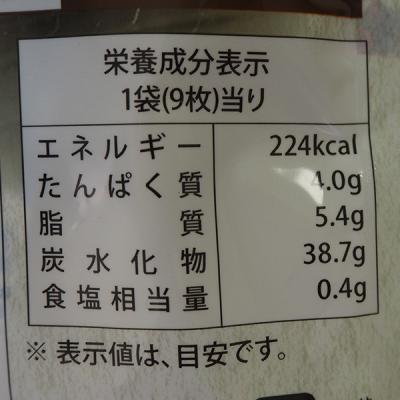 栄養成分表示
1袋(9枚)当り
エネルギー 224kcal
たんぱく質 4.0g
脂質 5.4g
炭水化物 38.7g
食塩相当量 0.4g
※ 表示値は、目安です。